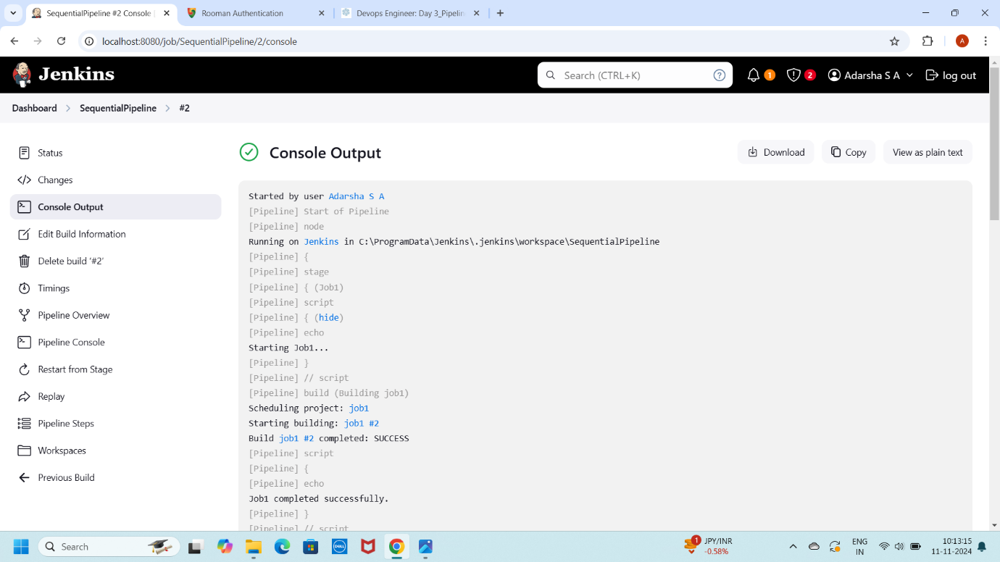 SequentialPipeline #2 Console
Rooman Authentication
Devops Engineer: Day 3_Pipelin
localhost:8080/job/SequentialPipeline/2/console
A
Jenkins
Search (CTRL+K)
?
1
2
Adarsha S A
log out
Dashboard > SequentialPipeline > #2
Status
Changes
Console Output
Edit Build Information
Delete build ‘#2’
Timings
Pipeline Overview
Pipeline Console
Restart from Stage
Replay
Pipeline Steps
Workspaces
Previous Build
Console Output
Download
Copy
View as plain text
Started by user Adarsha S A
[Pipeline] Start of Pipeline
[Pipeline] node
Running on Jenkins in C:\ProgramData\Jenkins\.jenkins\workspace\SequentialPipeline
[Pipeline] {
[Pipeline] stage
[Pipeline] { (Job1)
[Pipeline] script
[Pipeline] { (hide)
[Pipeline] echo
Starting Job1...
[Pipeline] }
[Pipeline] // script
[Pipeline] build (Building job1)
Scheduling project: job1
Starting building: job1 #2
Build job1 #2 completed: SUCCESS
[Pipeline] script
[Pipeline] {
[Pipeline] echo
Job1 completed successfully.
[Pipeline] }
[Pipeline] // script
Search
DELL
1
JPY/INR
-0.58%
ENG
IN
10:13:15
11-11-2024